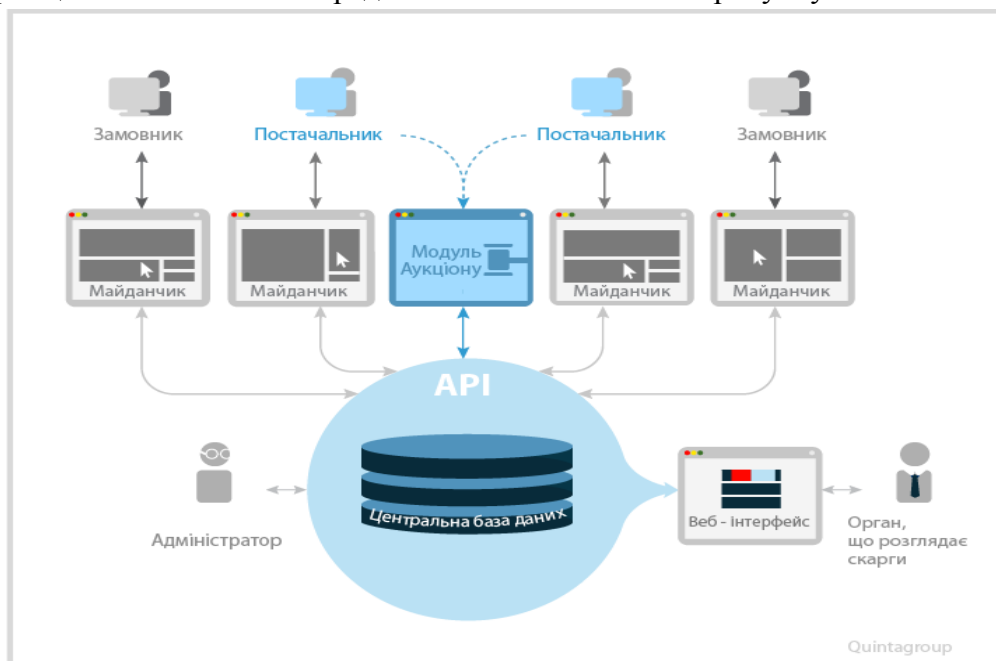 Замовник
Постачальник
Постачальник
Замовник
Майданчик
Майданчик
Модуль
Аукціону
Майданчик
Майданчик
API
Центральна база даних
Адміністратор
Веб - інтерфейс
Орган,
що розглядає
скарги
Quintagroup